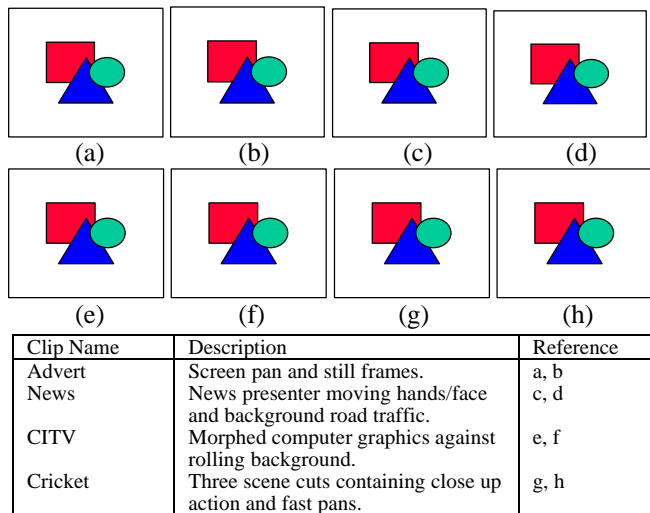 (a) (b) (c) (d)
(e) (f) (g) (h)
Clip Name Description Reference
Advert Screen pan and still frames. a, b
News News presenter moving hands/face c, d
and background road traffic.
CITV Morphed computer graphics against e, f
rolling background.
Cricket Three scene cuts containing close up g, h
action and fast pans.